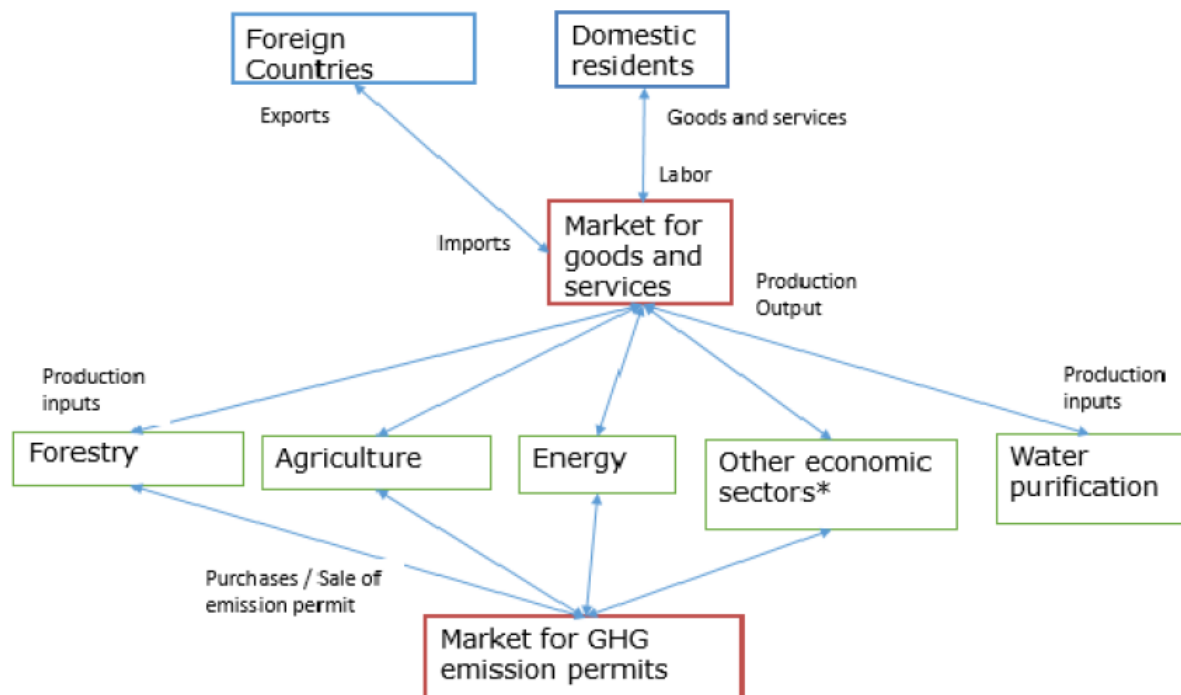 Foreign
Countries
Domestic
residents
Exports
Goods and services
Labor
Imports
Market for
goods and
services
Production
Output
Production
inputs
Production
inputs
Forestry
Agriculture
Energy
Other economic
sectors*
Water
purification
Purchases / Sale of
emission permit
Market for GHG
emission permits